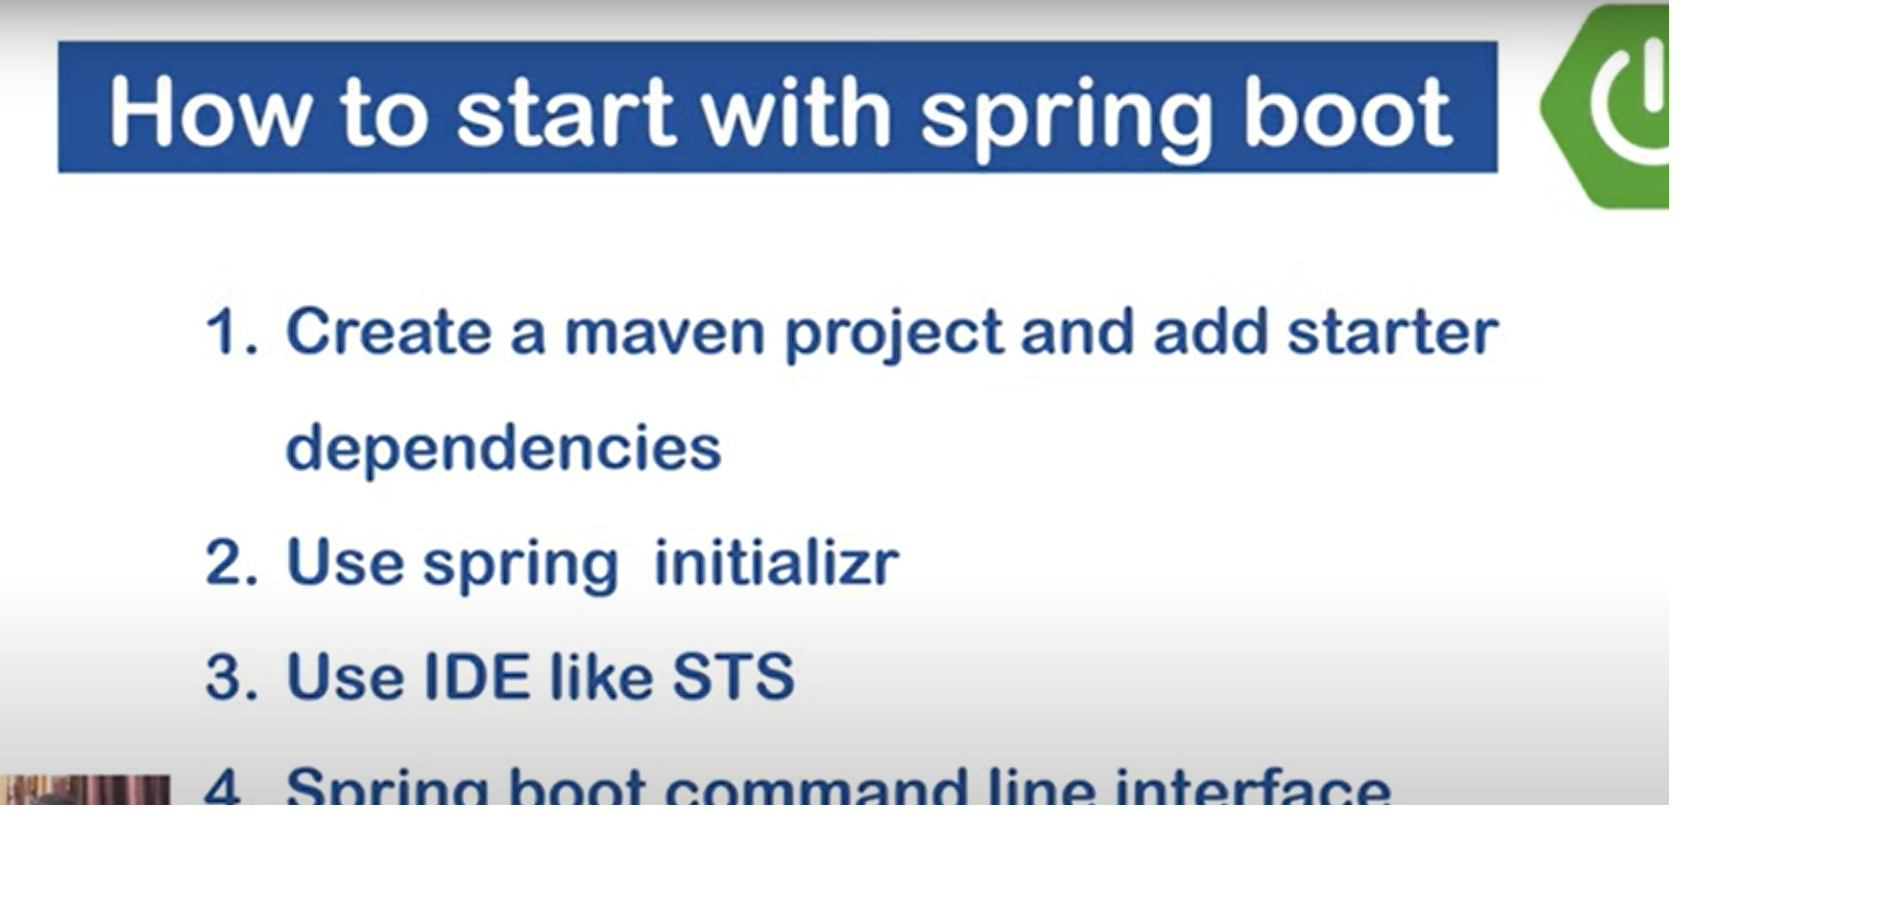 How to start with spring boot
1. Create a maven project and add starter
dependencies
2. Use spring initializr
3. Use IDE like STS
4. Spring boot command line interface